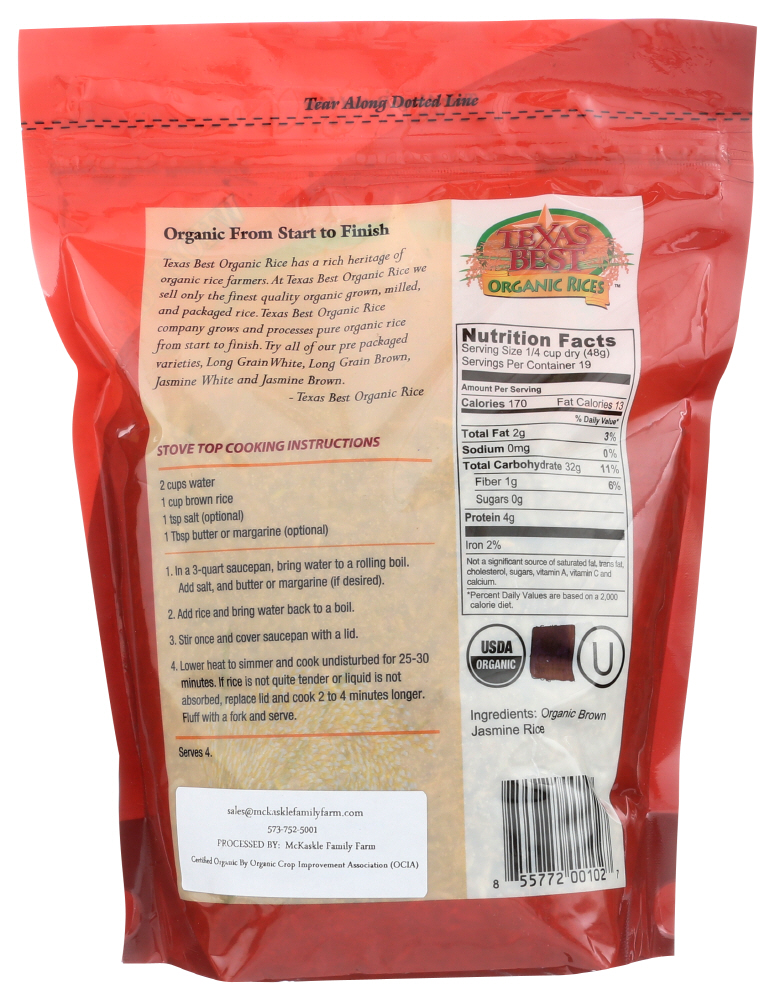 Tear Along Dotted Line
Organic From Start to Finish
Texas Best Organic Rice has a rich heritage of
organic rice farmers. At Texas Best Organic Rice we
sell only the finest quality organic grown, milled,
and packaged rice. Texas Best Organic Rice
company grows and processes pure organic rice
from start to finish. Try all of our pre packaged
varieties, Long Grain White, Long Grain Brown,
Jasmine White and Jasmine Brown.
- Texas Best Organic Rice
STOVE TOP COOKING INSTRUCTIONS
2 cups water
1 cup brown rice
1 tsp salt (optional)
1 Tbsp butter or margarine (optional)
1. In a 3-quart saucepan, bring water to a rolling boil.
Add salt, and butter or margarine (if desired).
2. Add rice and bring water back to a boil.
3. Stir once and cover saucepan with a lid.
4. Lower heat to simmer and cook undisturbed for 25-30
minutes. If rice is not quite tender or liquid is not
absorbed, replace lid and cook 2 to 4 minutes longer.
Fluff with a fork and serve.
Serves 4.
sales@mckasklefamilyfarm.com
573-752-5001
PROCESSED BY: McKaskle Family Farm
Certified Organic By Organic Crop Improvement Association (OCIA)
TEXAS
BEST
ORGANIC RICES TM
Nutrition Facts
Serving Size 1/4 cup dry (48g)
Servings Per Container 19
Amount Per Serving
Calories 170 Fat Calories 13
% Daily Value*
Total Fat 2g 3%
Sodium 0mg 0%
Total Carbohydrate 32g 11%
Fiber 1g 6%
Sugars 0g
Protein 4g
Iron 2%
Not a significant source of saturated fat, trans fat,
cholesterol, sugars, vitamin A, vitamin C and
calcium.
*Percent Daily Values are based on a 2,000
calorie diet.
USDA
ORGANIC
U
Ingredients: Organic Brown
Jasmine Rice
8 55772 00102 7